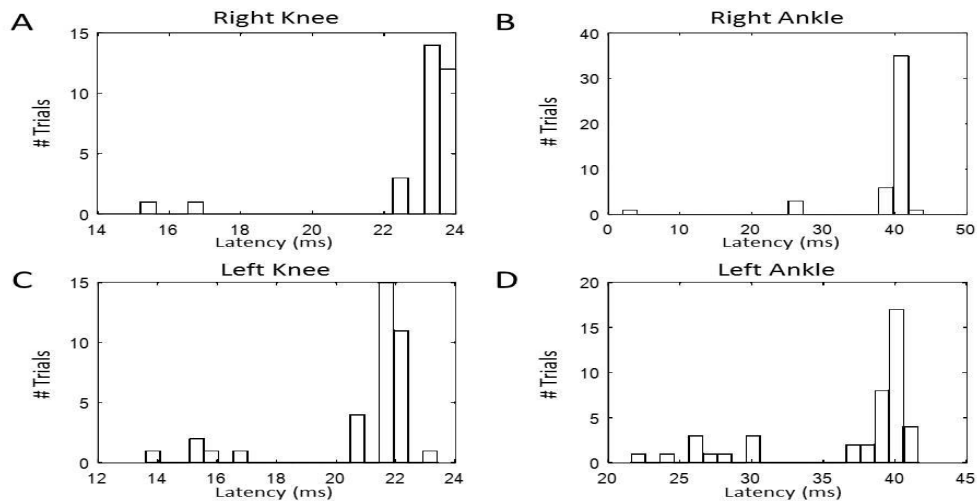 A
Right Knee
15
10
5
0
# Trials
14 16 18 20 22 24
Latency (ms)
B
Right Ankle
40
30
20
10
0
# Trials
0 10 20 30 40 50
Latency (ms)
C
Left Knee
15
10
5
0
# Trials
12 14 16 18 20 22 24
Latency (ms)
D
Left Ankle
20
15
10
5
0
# Trials
20 25 30 35 40 45
Latency (ms)